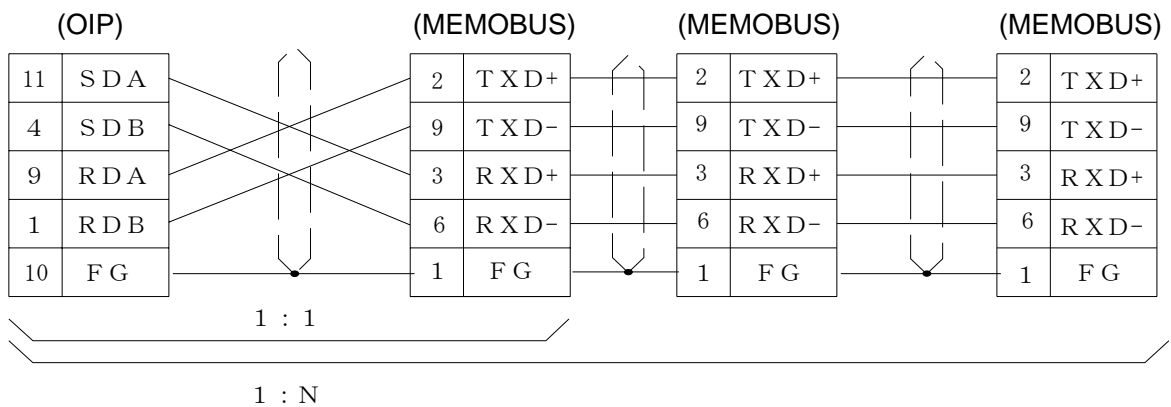 (OIP) (MEMOBUS) (MEMOBUS) (MEMOBUS)
11 SDA 2 TXD+ 2 TXD+ 2 TXD+
4 SDB 9 TXD- 9 TXD- 9 TXD-
9 RDA 3 RXD+ 3 RXD+ 3 RXD+
1 RDB 6 RXD- 6 RXD- 6 RXD-
10 FG 1 FG 1 FG 1 FG
1 : 1
1 : N